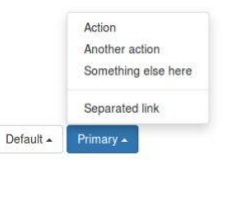 Action
Another action
Something else here
Separated link
Default
Primary